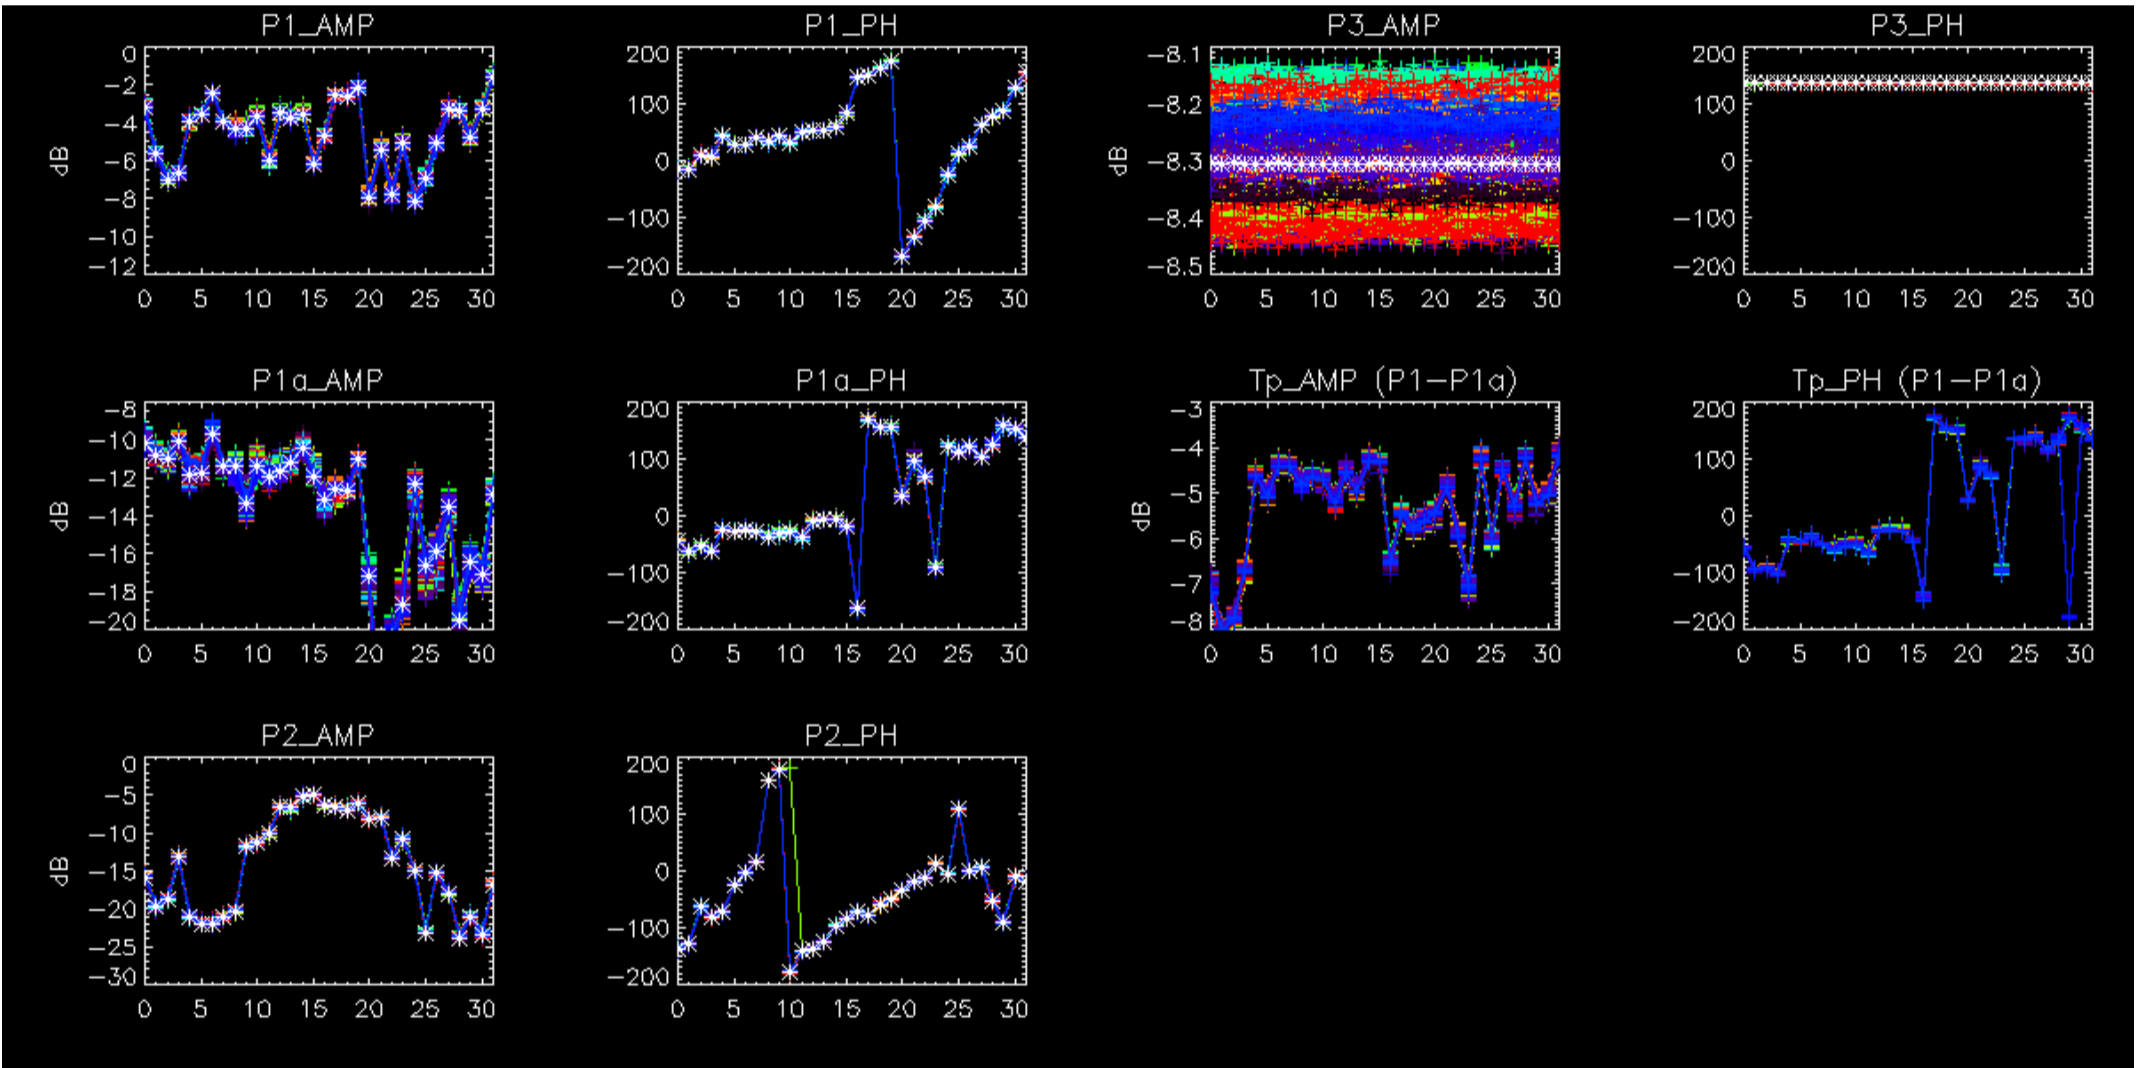 P1_AMP
0
−2
−4
−6
−8
−10
−12
dB
0 5 10 15 20 25 30
P1_PH
200
100
0
−100
−200
0 5 10 15 20 25 30
P3_AMP
−8.1
−8.2
−8.3
−8.4
−8.5
dB
0 5 10 15 20 25 30
P3_PH
200
100
0
−100
−200
0 5 10 15 20 25 30
P1a_AMP
−8
−10
−12
−14
−16
−18
−20
dB
0 5 10 15 20 25 30
P1a_PH
200
100
0
−100
−200
0 5 10 15 20 25 30
Tp_AMP (P1−P1a)
−3
−4
−5
−6
−7
−8
dB
0 5 10 15 20 25 30
Tp_PH (P1−P1a)
200
100
0
−100
−200
0 5 10 15 20 25 30
P2_AMP
0
−5
−10
−15
−20
−25
−30
dB
0 5 10 15 20 25 30
P2_PH
200
100
0
−100
−200
0 5 10 15 20 25 30